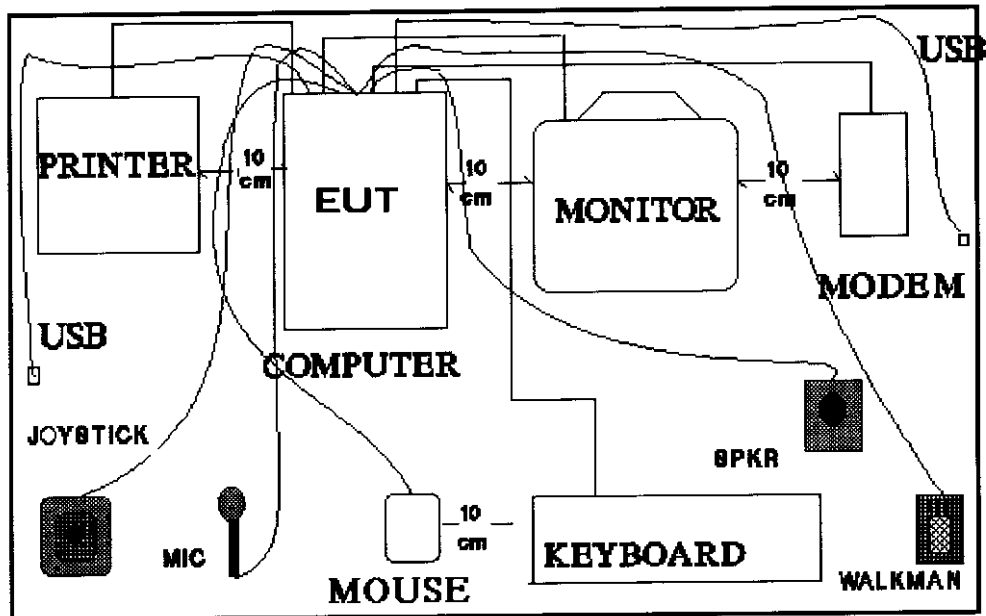 USB
PRINTER
10
cm
EUT
10
cm
MONITOR
10
cm
MODEM
USB
COMPUTER
JOYSTICK
SPKR
MIC
MOUSE
10
cm
KEYBOARD
WALKMAN